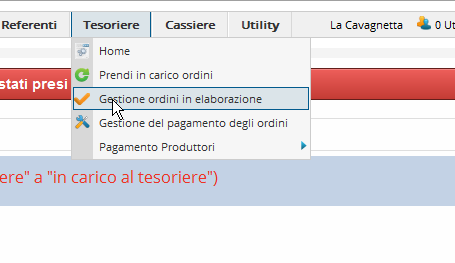 Referenti Tesoriere Cassiere Utility La Cavagnetta 0 Ut
Home
stati presi
Prendi in carico ordini
Gestione ordini in elaborazione
Gestione del pagamento degli ordini
Pagamento Produttori
ere" a "in carico al tesoriere")